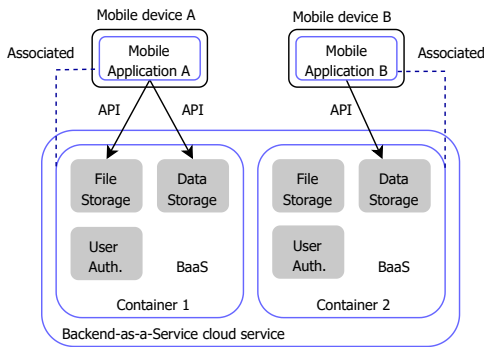 Mobile device A
Mobile device B
Associated
Mobile
Application A
Mobile
Application B
Associated
API
API
API
File
Storage
Data
Storage
File
Storage
Data
Storage
User
Auth.
BaaS
User
Auth.
BaaS
Container 1
Container 2
Backend-as-a-Service cloud service